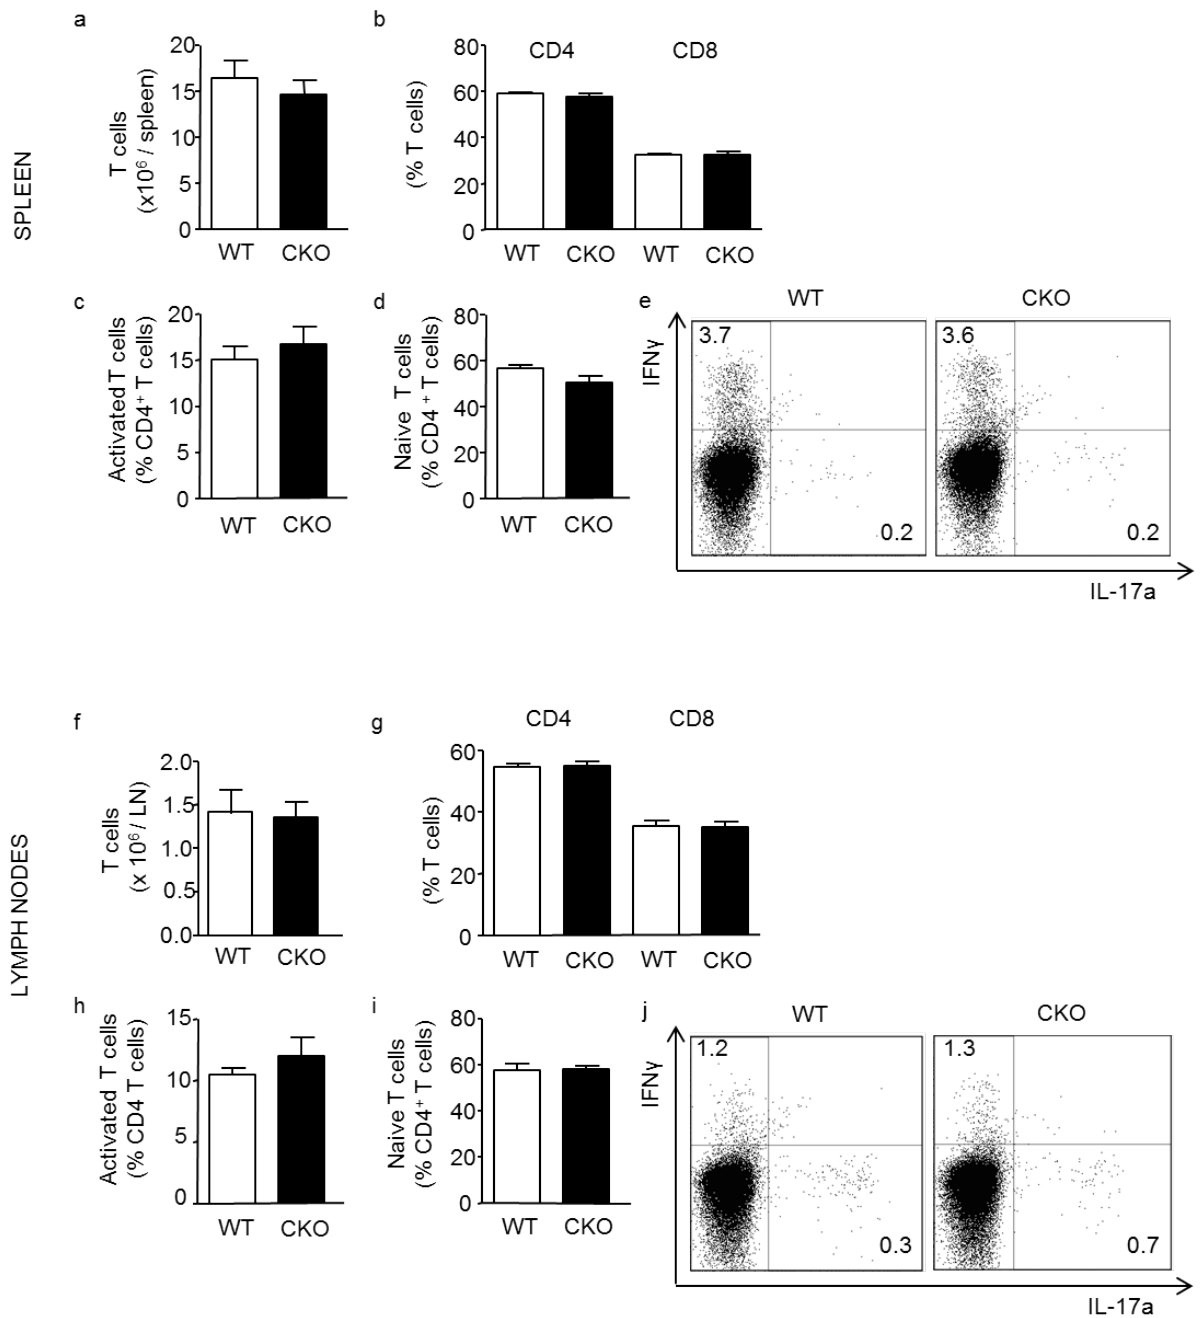 SPLEEN
a
T cells
(x10⁶ / spleen)
20
15
10
5
0
WT
CKO
b
(% T cells)
80
60
40
20
0
CD4
CD8
WT
CKO
WT
CKO
c
Activated T cells
(% CD4⁺ T cells)
20
15
10
5
0
WT
CKO
d
Naive T cells
(% CD4⁺ T cells)
80
60
40
20
0
WT
CKO
e
WT
CKO
IFNγ
3.7
3.6
0.2
0.2
IL-17a
LYMPH NODES
f
T cells
(x 10⁶ / LN)
2.0
1.5
1.0
0.5
0.0
WT
CKO
g
(% T cells)
60
40
20
0
CD4
CD8
WT
CKO
WT
CKO
h
Activated T cells
(% CD4 T cells)
15
10
5
0
WT
CKO
i
Naive T cells
(% CD4⁺ T cells)
80
60
40
20
0
WT
CKO
j
WT
CKO
IFNγ
1.2
1.3
0.3
0.7
IL-17a